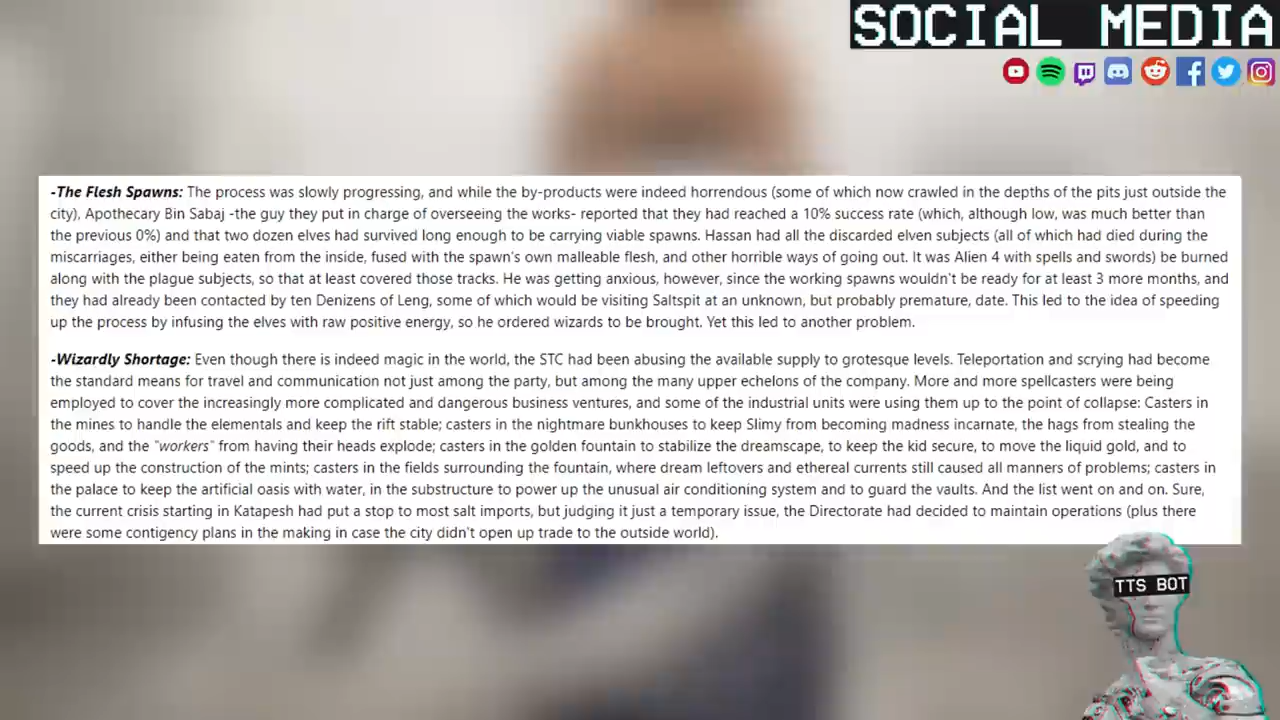 SOCIAL MEDIA
-The Flesh Spawns: The process was slowly progressing, and while the by-products were indeed horrendous (some of which now crawled in the depths of the pits just outside the
city), Apothecary Bin Sabaj -the guy they put in charge of overseeing the works- reported that they had reached a 10% success rate (which, although low, was much better than
the previous 0%) and that two dozen elves had survived long enough to be carrying viable spawns. Hassan had all the discarded elven subjects (all of which had died during the
miscarriages, either being eaten from the inside, fused with the spawn's own malleable flesh, and other horrible ways of going out. It was Alien 4 with spells and swords) be burned
along with the plague subjects, so that at least covered those tracks. He was getting anxious, however, since the working spawns wouldn't be ready for at least 3 more months, and
they had already been contacted by ten Denizens of Leng, some of which would be visiting Saltspit at an unknown, but probably premature, date. This led to the idea of speeding
up the process by infusing the elves with raw positive energy, so he ordered wizards to be brought. Yet this led to another problem.
-Wizardly Shortage: Even though there is indeed magic in the world, the STC had been abusing the available supply to grotesque levels. Teleportation and scrying had become
the standard means for travel and communication not just among the party, but among the many upper echelons of the company. More and more spellcasters were being
employed to cover the increasingly more complicated and dangerous business ventures, and some of the industrial units were using them up to the point of collapse: Casters in
the mines to handle the elementals and keep the rift stable; casters in the nightmare bunkhouses to keep Slimy from becoming madness incarnate, the hags from stealing the
goods, and the "workers" from having their heads explode; casters in the golden fountain to stabilize the dreamscape, to keep the kid secure, to move the liquid gold, and to
speed up the construction of the mints; casters in the fields surrounding the fountain, where dream leftovers and ethereal currents still caused all manners of problems; casters in
the palace to keep the artificial oasis with water, in the substructure to power up the unusual air conditioning system and to guard the vaults. And the list went on and on. Sure,
the current crisis starting in Katapesh had put a stop to most salt imports, but judging it just a temporary issue, the Directorate had decided to maintain operations (plus there
were some contigency plans in the making in case the city didn't open up trade to the outside world).
TTS BOT